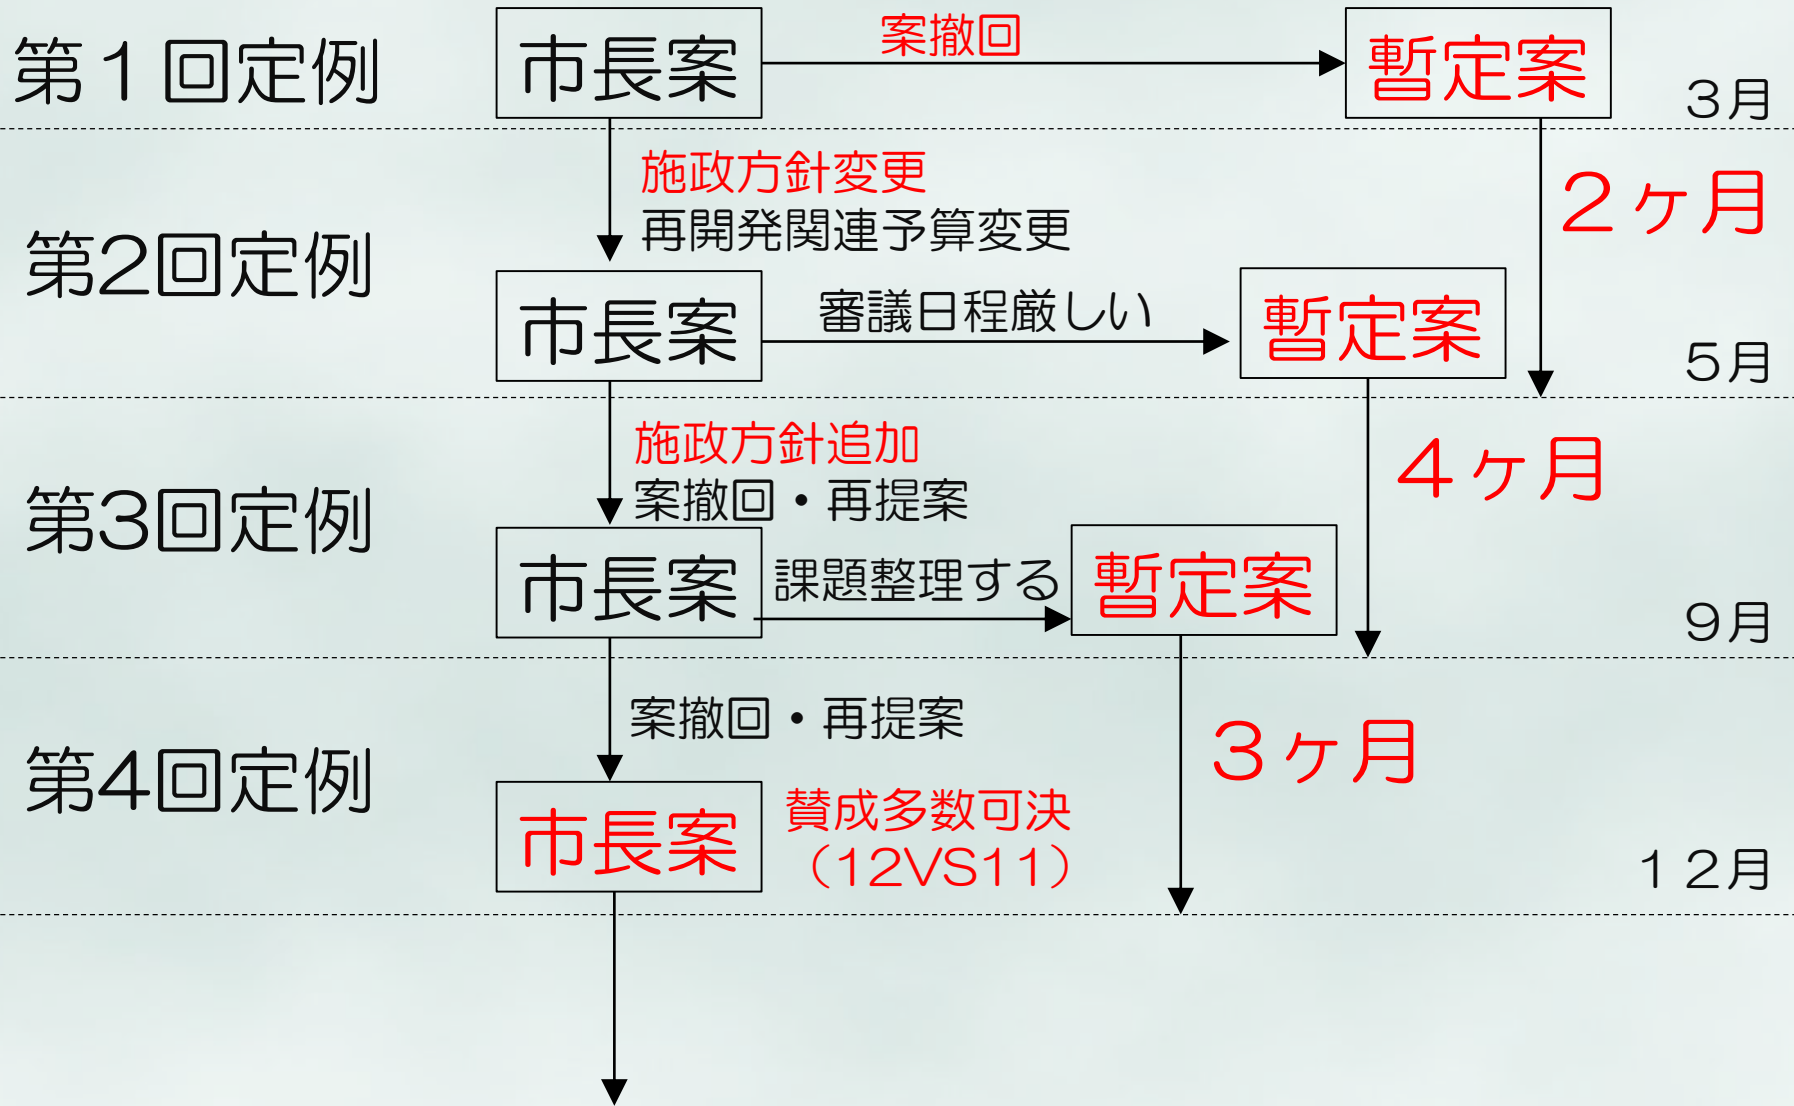 第１回定例
市長案
案撤回
暫定案
３月
施政方針変更
再開発関連予算変更
２ヶ月
第2回定例
市長案
審議日程厳しい
暫定案
５月
施政方針追加
案撤回・再提案
４ヶ月
第3回定例
市長案
課題整理する
暫定案
９月
案撤回・再提案
３ヶ月
第4回定例
市長案
賛成多数可決
（12VS11）
１２月